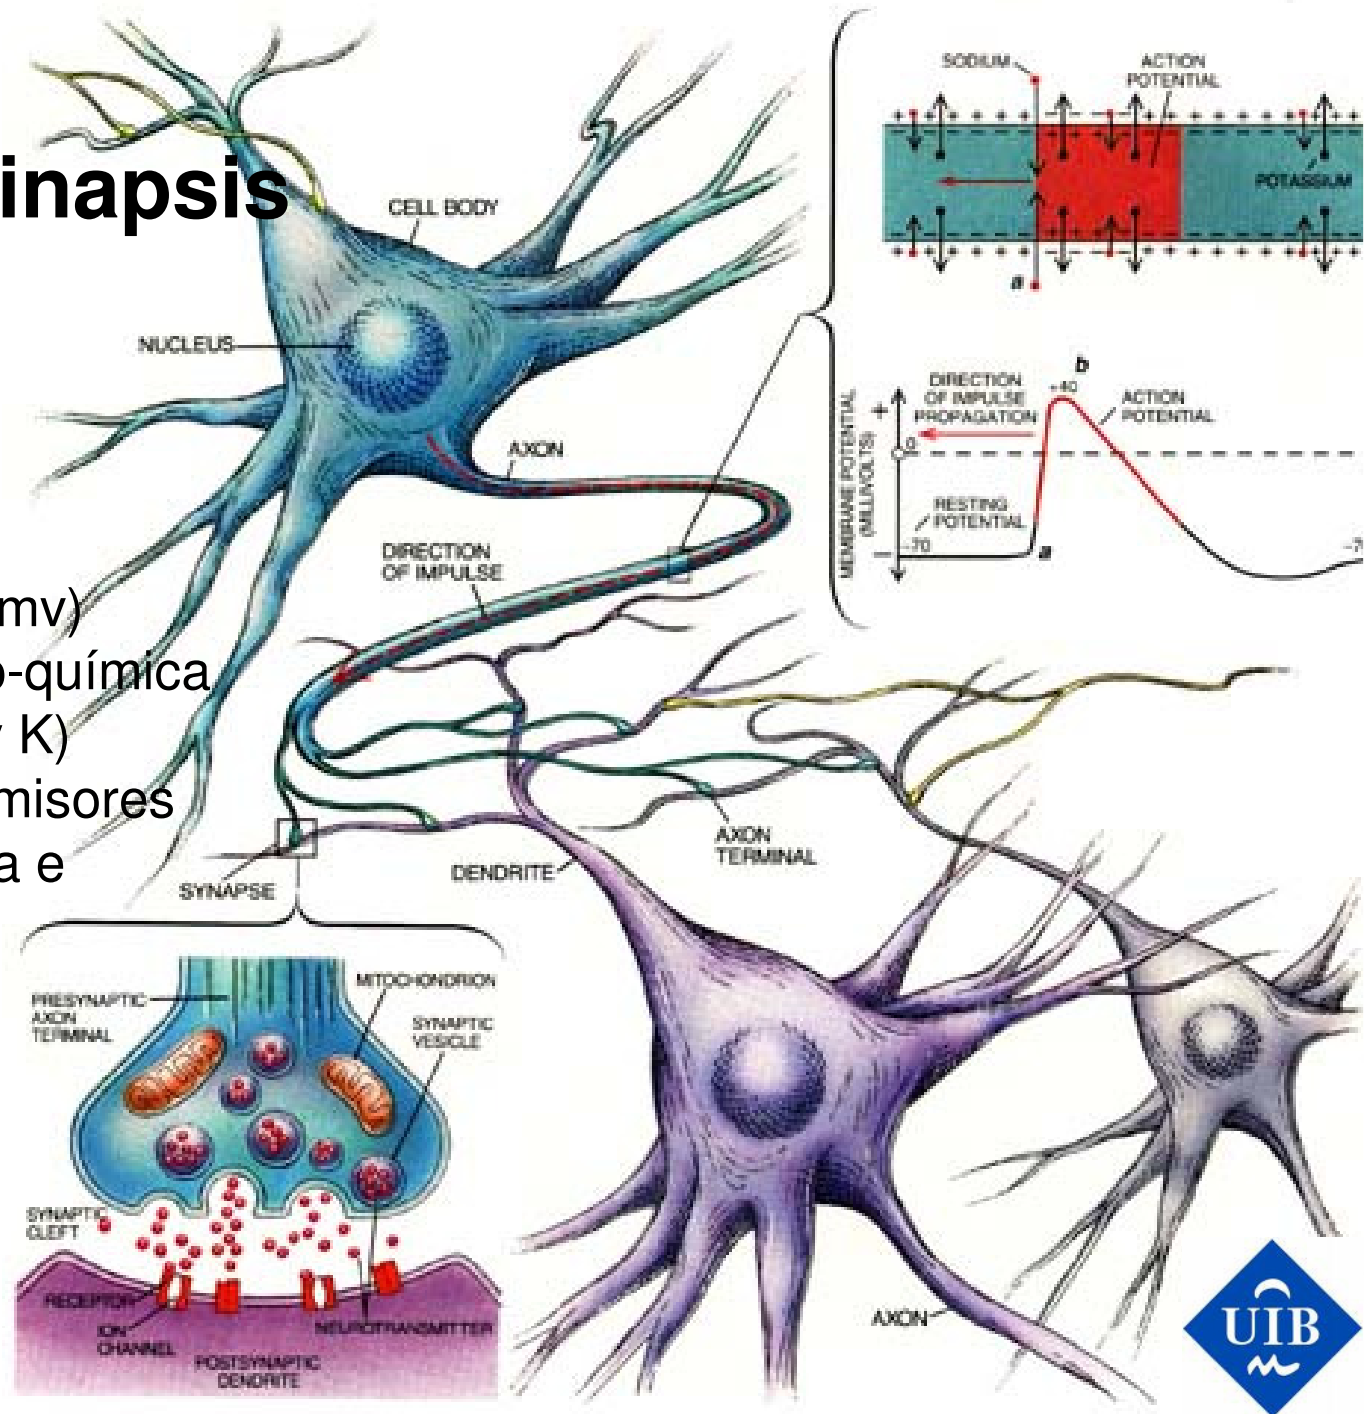 inapsis
mv)
o-química
y K)
misores
a e
CELL BODY
NUCLEUS
AXON
DIRECTION
OF IMPULSE
SODIUM
ACTION
POTENTIAL
POTASSIUM
a
MEMBRANE POTENTIAL
(MILLIVOLTS)
+
0
−
DIRECTION
OF IMPULSE
PROPAGATION
b
+40
ACTION
POTENTIAL
RESTING
POTENTIAL
−70
a
SYNAPSE
DENDRITE
AXON
TERMINAL
PRESYNAPTIC
AXON
TERMINAL
MITOCHONDRION
SYNAPTIC
VESICLE
SYNAPTIC
CLEFT
RECEPTOR
ION
CHANNEL
NEUROTRANSMITTER
POSTSYNAPTIC
DENDRITE
AXON
UIB